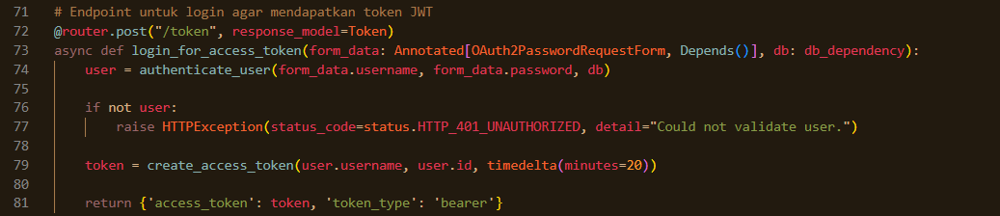 71 # Endpoint untuk login agar mendapatkan token JWT
72 @router.post("/token", response_model=Token)
73 async def login_for_access_token(form_data: Annotated[OAuth2PasswordRequestForm, Depends()], db: db_dependency):
74     user = authenticate_user(form_data.username, form_data.password, db)
75
76     if not user:
77         raise HTTPException(status_code=status.HTTP_401_UNAUTHORIZED, detail="Could not validate user.")
78
79     token = create_access_token(user.username, user.id, timedelta(minutes=20))
80
81     return {'access_token': token, 'token_type': 'bearer'}